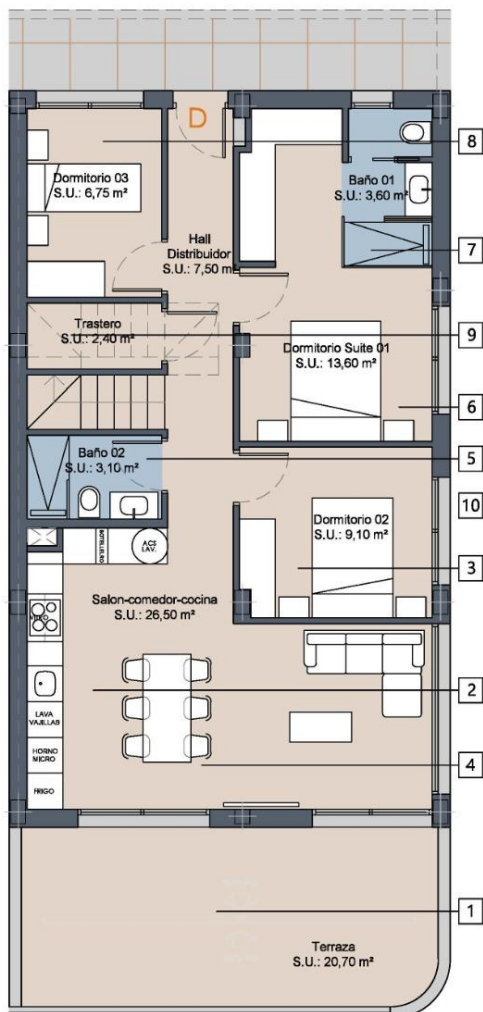 D
8
Dormitorio 03
S.U.: 6,75 m²
Baño 01
S.U.: 3,60 m²
Hall
Distribuidor
S.U.: 7,50 m²
7
Trastero
S.U.: 2,40 m²
9
Dormitorio Suite 01
S.U.: 13,60 m²
6
Baño 02
S.U.: 3,10 m²
5
10
Dormitorio 02
S.U.: 9,10 m²
BOTELLERO
ACS
LAV.
3
Salon-comedor-cocina
S.U.: 26,50 m²
2
LAVA
VAJILLAS
HORNO
MICRO
4
FRIGO
1
Terraza
S.U.: 20,70 m²